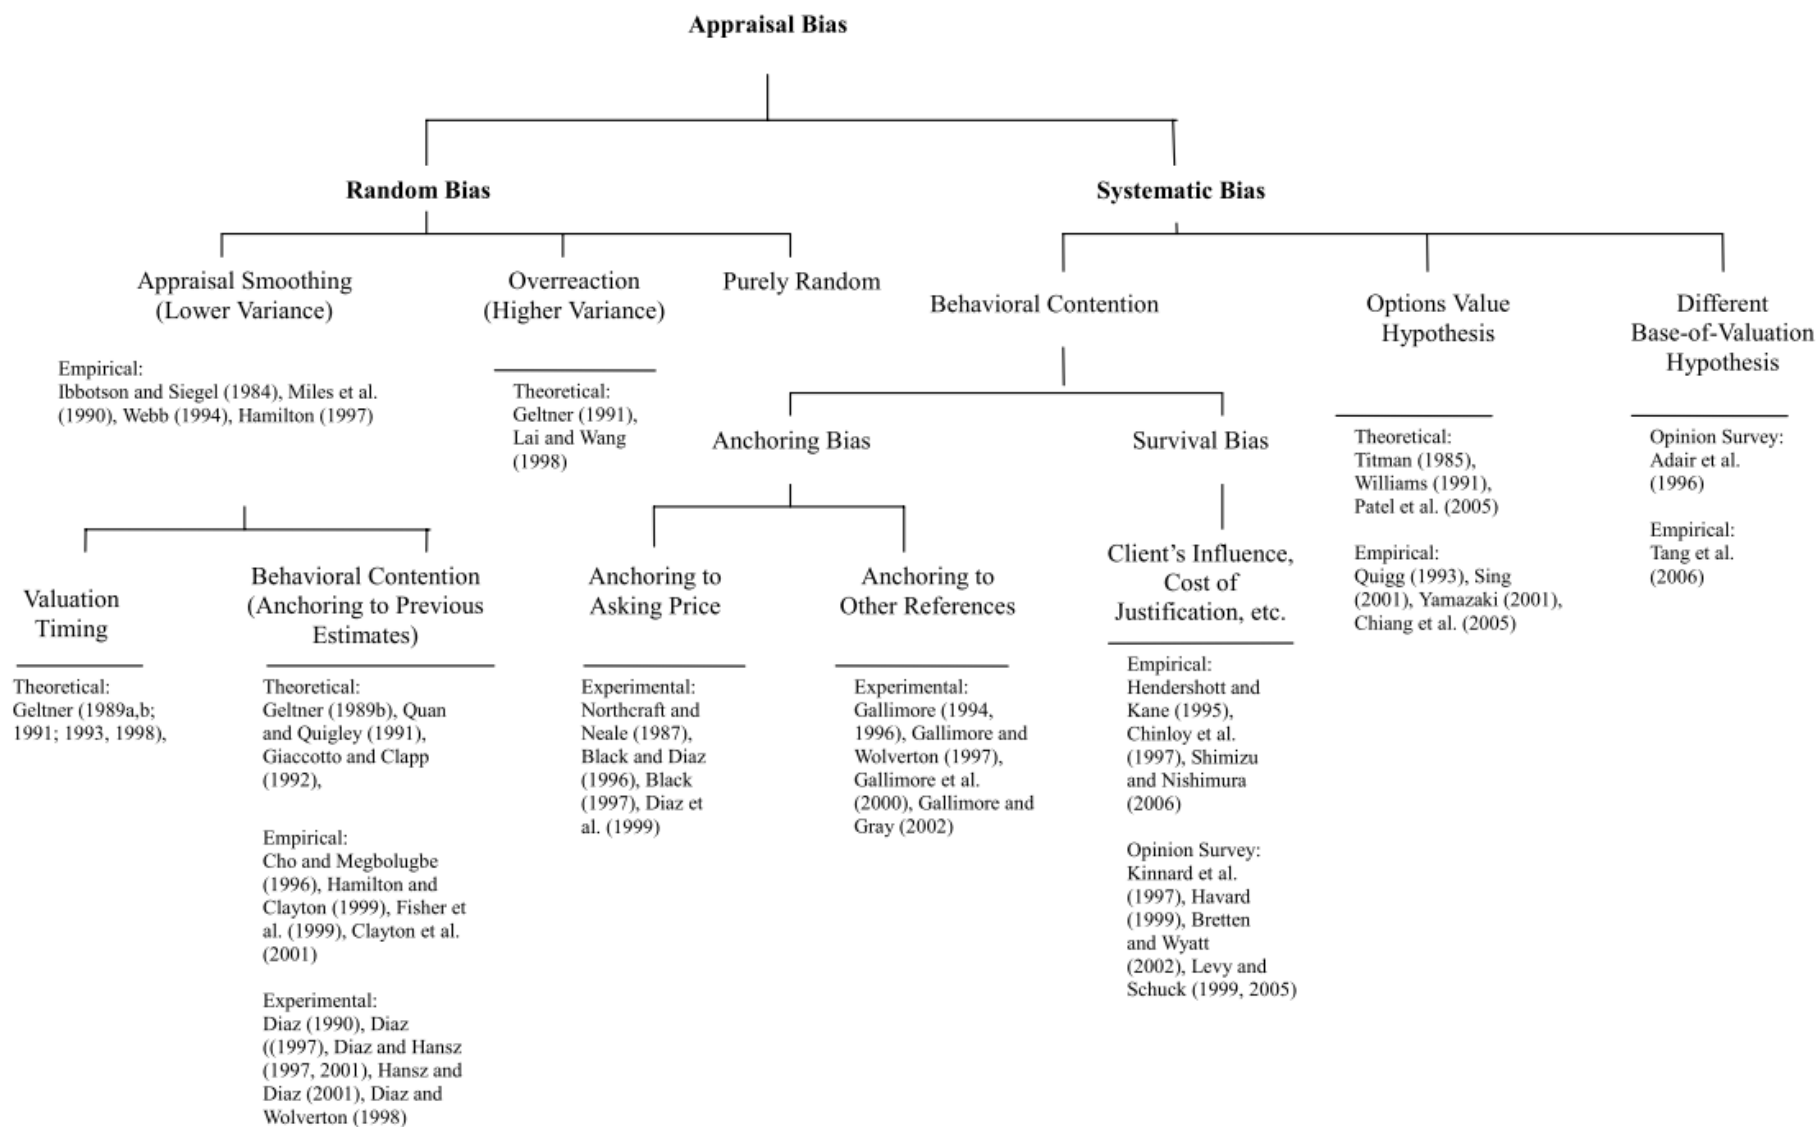 Appraisal Bias
Random Bias
Systematic Bias
Appraisal Smoothing
(Lower Variance)
Overreaction
(Higher Variance)
Purely Random
Behavioral Contention
Options Value
Hypothesis
Different
Base-of-Valuation
Hypothesis
Empirical:
Ibbotson and Siegel (1984), Miles et al.
(1990), Webb (1994), Hamilton (1997)
Theoretical:
Geltner (1991),
Lai and Wang
(1998)
Anchoring Bias
Survival Bias
Theoretical:
Titman (1985),
Williams (1991),
Patel et al. (2005)
Empirical:
Quigg (1993), Sing
(2001), Yamazaki (2001),
Chiang et al. (2005)
Opinion Survey:
Adair et al.
(1996)
Empirical:
Tang et al.
(2006)
Valuation
Timing
Behavioral Contention
(Anchoring to Previous
Estimates)
Anchoring to
Asking Price
Anchoring to
Other References
Client's Influence,
Cost of
Justification, etc.
Theoretical:
Geltner (1989a,b;
1991; 1993, 1998),
Theoretical:
Geltner (1989b), Quan
and Quigley (1991),
Giaccotto and Clapp
(1992),
Empirical:
Cho and Megbolugbe
(1996), Hamilton and
Clayton (1999), Fisher et
al. (1999), Clayton et al.
(2001)
Experimental:
Diaz (1990), Diaz
((1997), Diaz and Hansz
(1997, 2001), Hansz and
Diaz (2001), Diaz and
Wolverton (1998)
Experimental:
Northcraft and
Neale (1987),
Black and Diaz
(1996), Black
(1997), Diaz et
al. (1999)
Experimental:
Gallimore (1994,
1996), Gallimore and
Wolverton (1997),
Gallimore et al.
(2000), Gallimore and
Gray (2002)
Empirical:
Hendershott and
Kane (1995),
Chinloy et al.
(1997), Shimizu
and Nishimura
(2006)
Opinion Survey:
Kinnard et al.
(1997), Havard
(1999), Bretten
and Wyatt
(2002), Levy and
Schuck (1999, 2005)